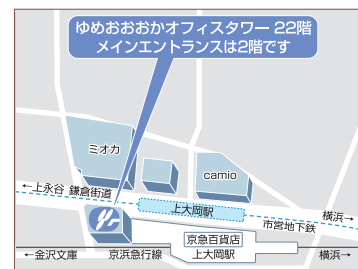 ゆめおおおかオフィスタワー 22階
メインエントランスは2階です
ミオカ
camio
←上永谷 鎌倉街道
上大岡駅
横浜→
市営地下鉄
京急百貨店
←金沢文庫 京浜急行線 上大岡駅 横浜→